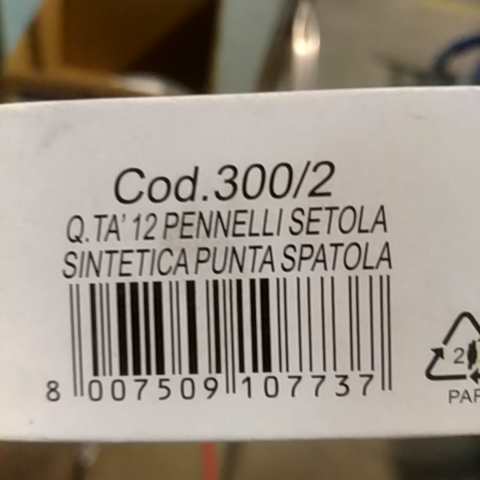 Cod.300/2
Q.TA' 12 PENNELLI SETOLA
SINTETICA PUNTA SPATOLA
8 007509 107737